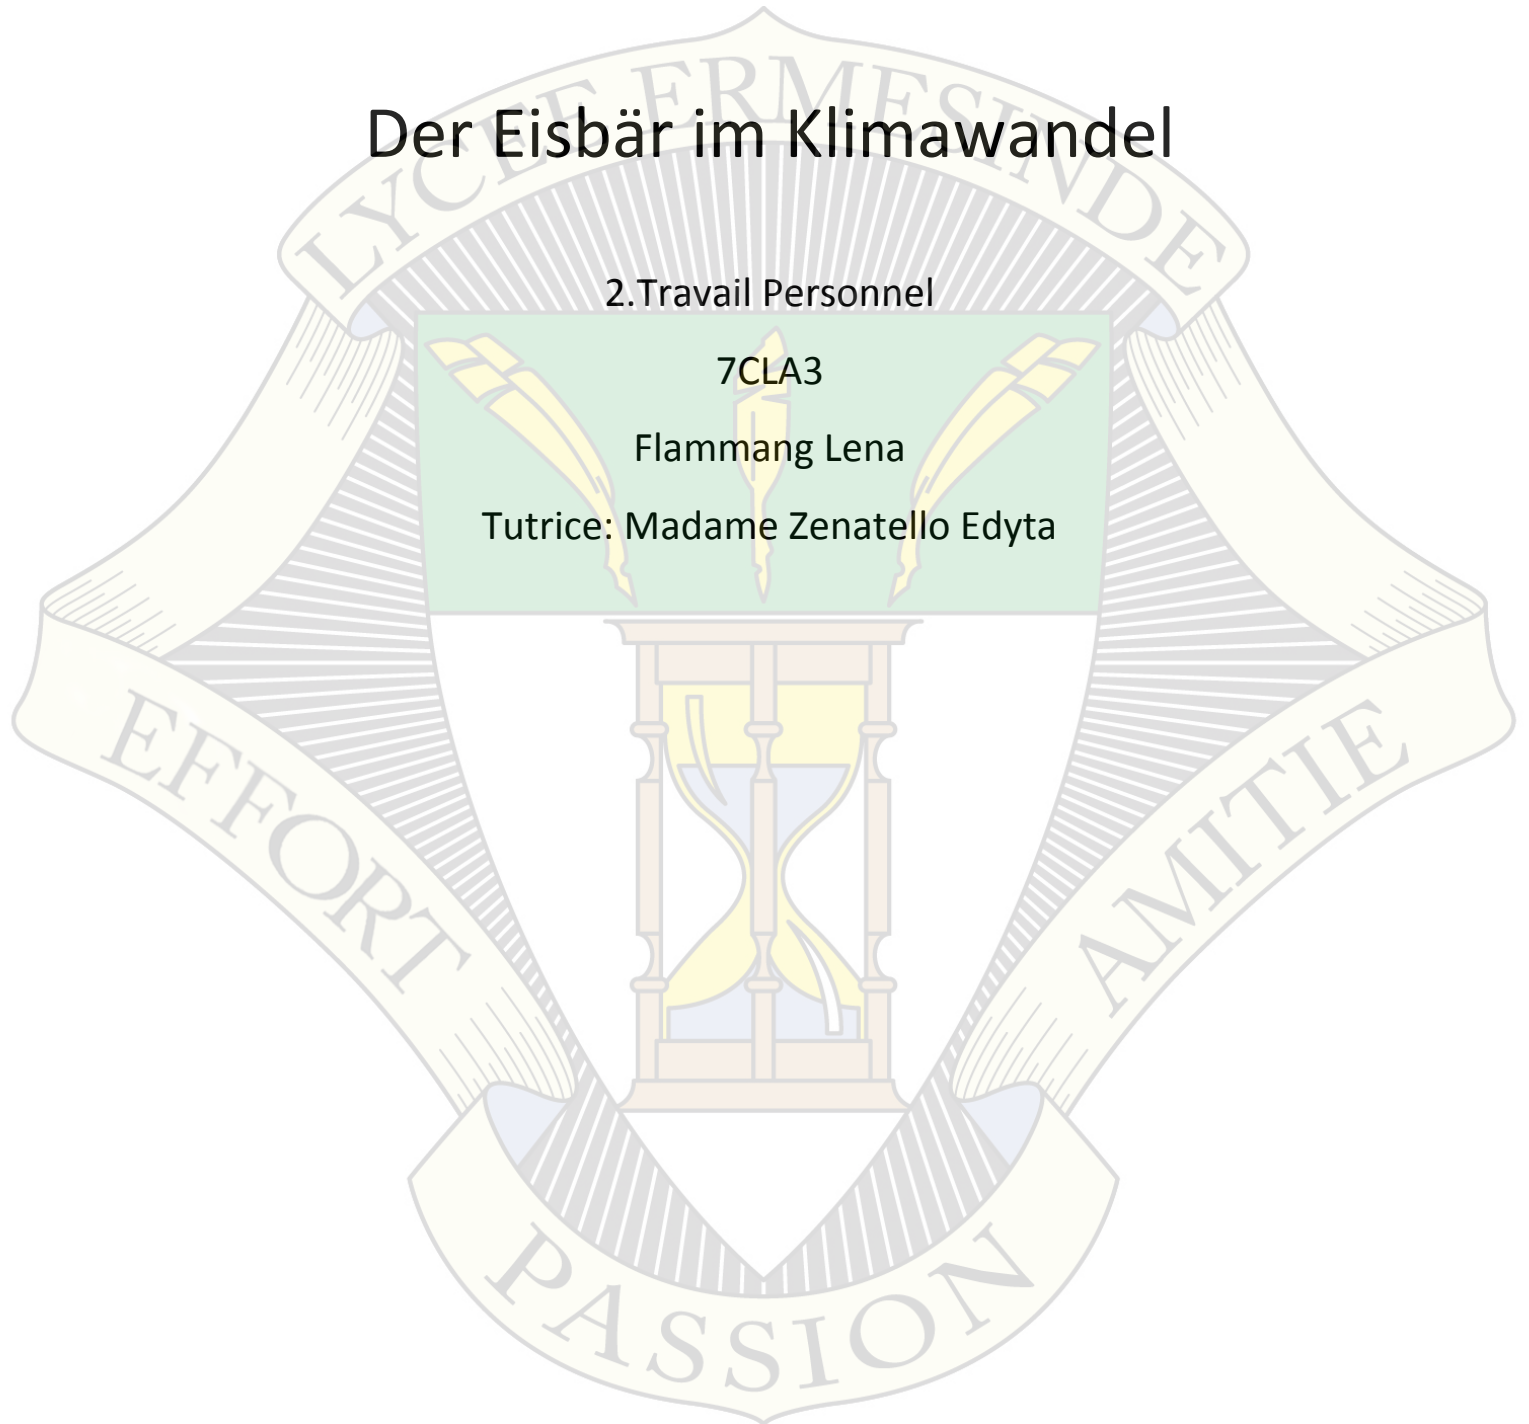 LYCEE ERMESINDE
Der Eisbär im Klimawandel
2.Travail Personnel
7CLA3
Flammang Lena
Tutrice: Madame Zenatello Edyta
EFFORT
AMITIE
PASSION